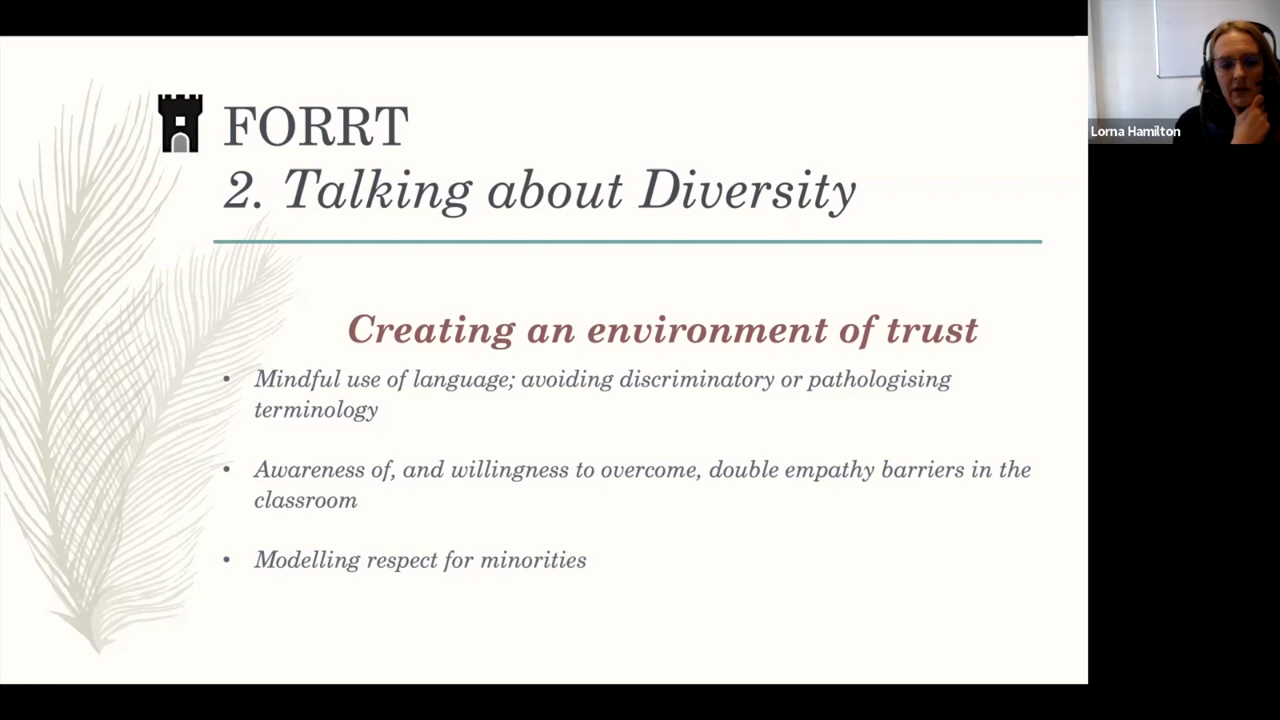 FORRT
2. Talking about Diversity
Creating an environment of trust
• Mindful use of language; avoiding discriminatory or pathologising
terminology
• Awareness of, and willingness to overcome, double empathy barriers in the
classroom
• Modelling respect for minorities
Lorna Hamilton